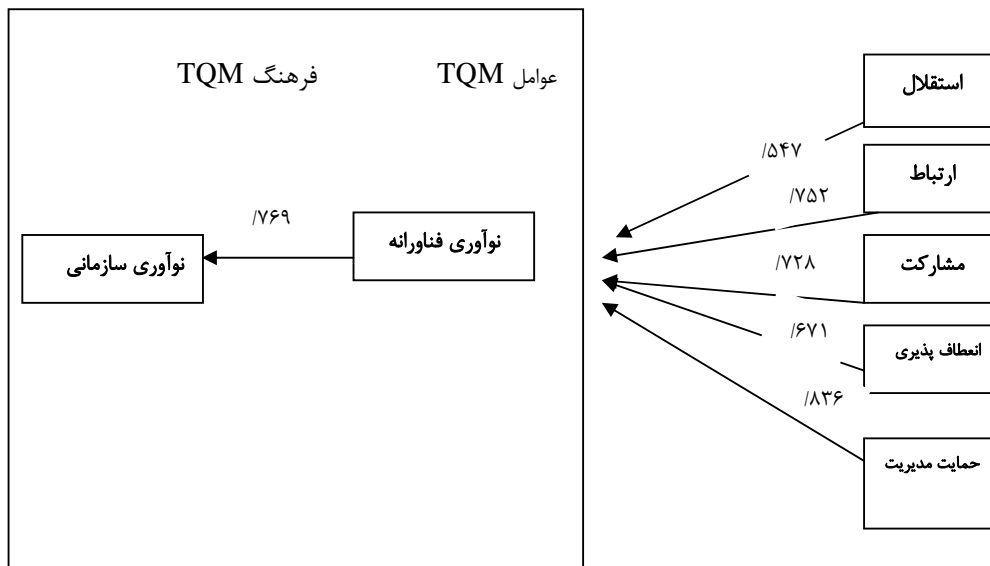 عوامل TQM
فرهنگ TQM
استقلال
/۵۴۷
ارتباط
/۷۵۲
مشارکت
/۷۲۸
انعطاف پذیری
/۶۷۱
حمایت مدیریت
/۸۳۶
نوآوری فناورانه
/۷۶۹
نوآوری سازمانی